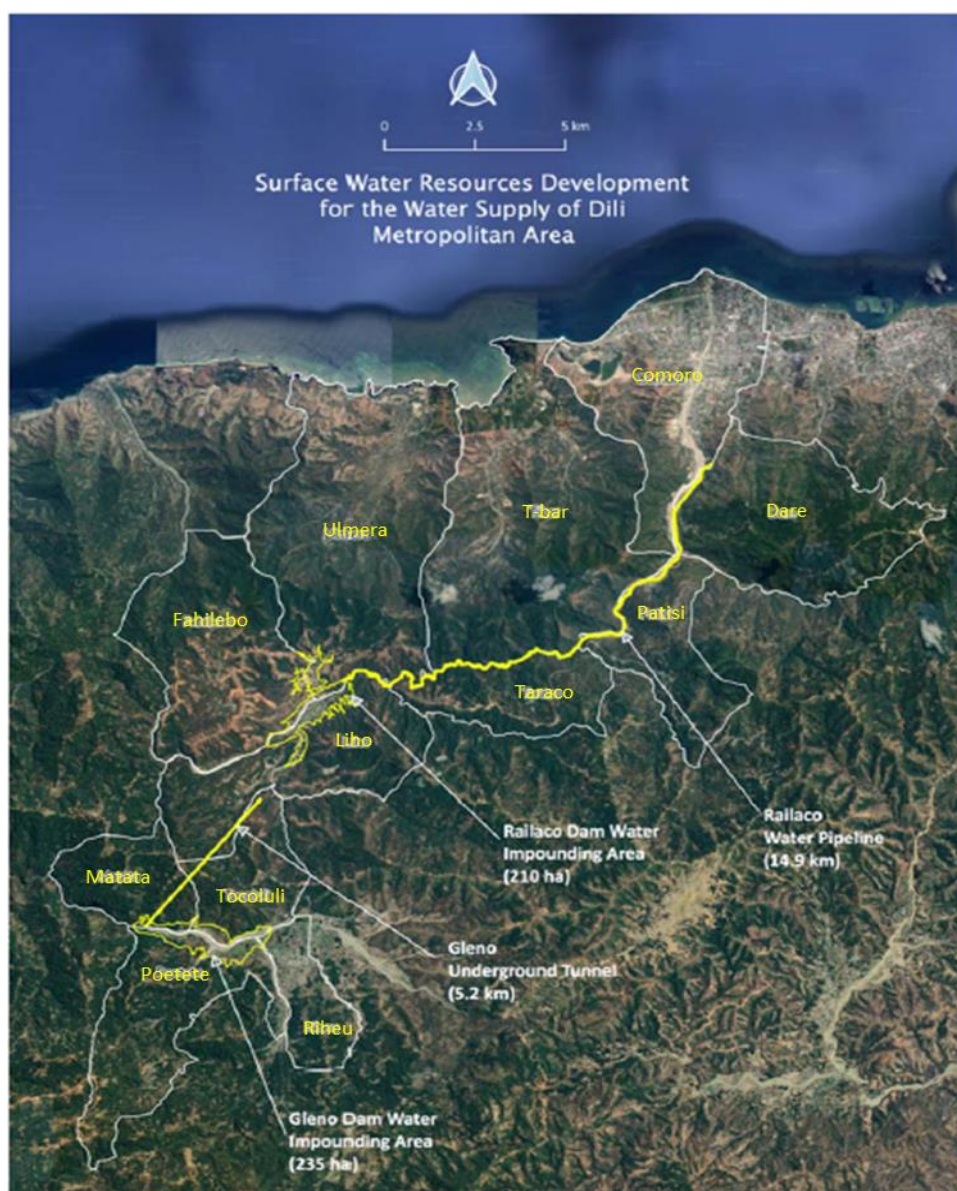 0 2.5 5 km
Surface Water Resources Development
for the Water Supply of Dili
Metropolitan Area
Comoro
Ulmera
T-bar
Dare
Fahilebo
Patisi
Taraco
Liho
Railaco Dam Water
Impounding Area
(210 ha)
Railaco
Water Pipeline
(14.9 km)
Matata
Tocoluli
Gleno
Underground Tunnel
(5.2 km)
Poetete
Riheu
Gleno Dam Water
Impounding Area
(235 ha)